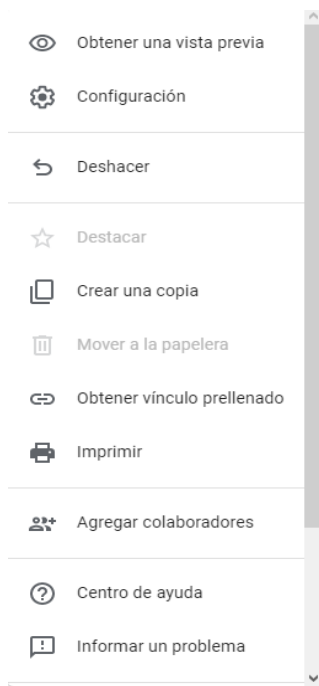 Obtener una vista previa
Configuración
Deshacer
Destacar
Crear una copia
Mover a la papelera
Obtener vínculo prellenado
Imprimir
Agregar colaboradores
Centro de ayuda
Informar un problema